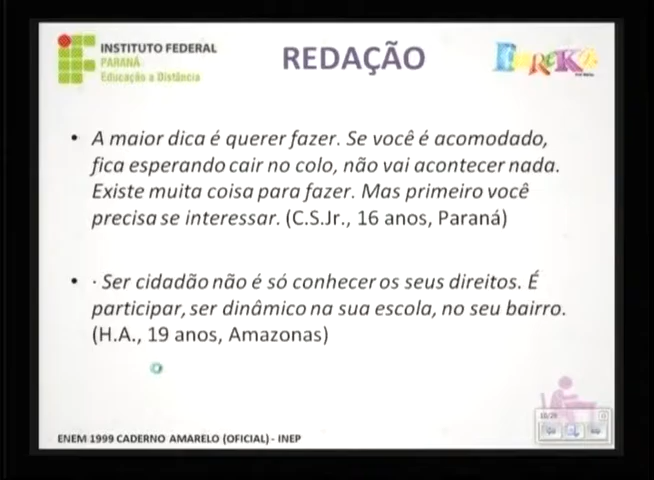 INSTITUTO FEDERAL
PARANÁ
Educação a Distância
REDAÇÃO
EUREKA
• A maior dica é querer fazer. Se você é acomodado,
fica esperando cair no colo, não vai acontecer nada.
Existe muita coisa para fazer. Mas primeiro você
precisa se interessar. (C.S.Jr., 16 anos, Paraná)
• · Ser cidadão não é só conhecer os seus direitos. É
participar, ser dinâmico na sua escola, no seu bairro.
(H.A., 19 anos, Amazonas)
ENEM 1999 CADERNO AMARELO (OFICIAL) - INEP